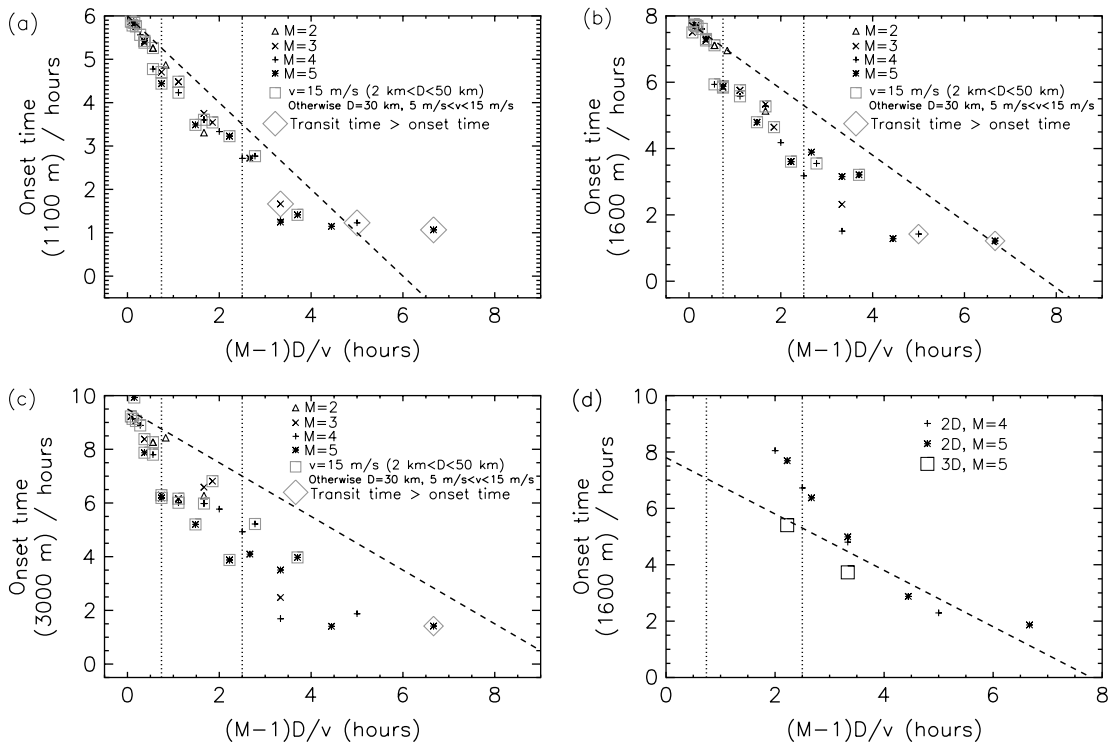 (a)
6
5
4
3
2
1
0
Onset time
(1100 m) / hours
M=2
M=3
M=4
M=5
v=15 m/s (2 km<D<50 km)
Otherwise D=30 km, 5 m/s<v<15 m/s
Transit time > onset time
0 2 4 6 8
(M−1)D/v (hours)
(b)
8
6
4
2
0
Onset time
(1600 m) / hours
M=2
M=3
M=4
M=5
v=15 m/s (2 km<D<50 km)
Otherwise D=30 km, 5 m/s<v<15 m/s
Transit time > onset time
0 2 4 6 8
(M−1)D/v (hours)
(c)
10
8
6
4
2
0
Onset time
(3000 m) / hours
M=2
M=3
M=4
M=5
v=15 m/s (2 km<D<50 km)
Otherwise D=30 km, 5 m/s<v<15 m/s
Transit time > onset time
0 2 4 6 8
(M−1)D/v (hours)
(d)
10
8
6
4
2
0
Onset time
(1600 m) / hours
2D, M=4
2D, M=5
3D, M=5
0 2 4 6 8
(M−1)D/v (hours)